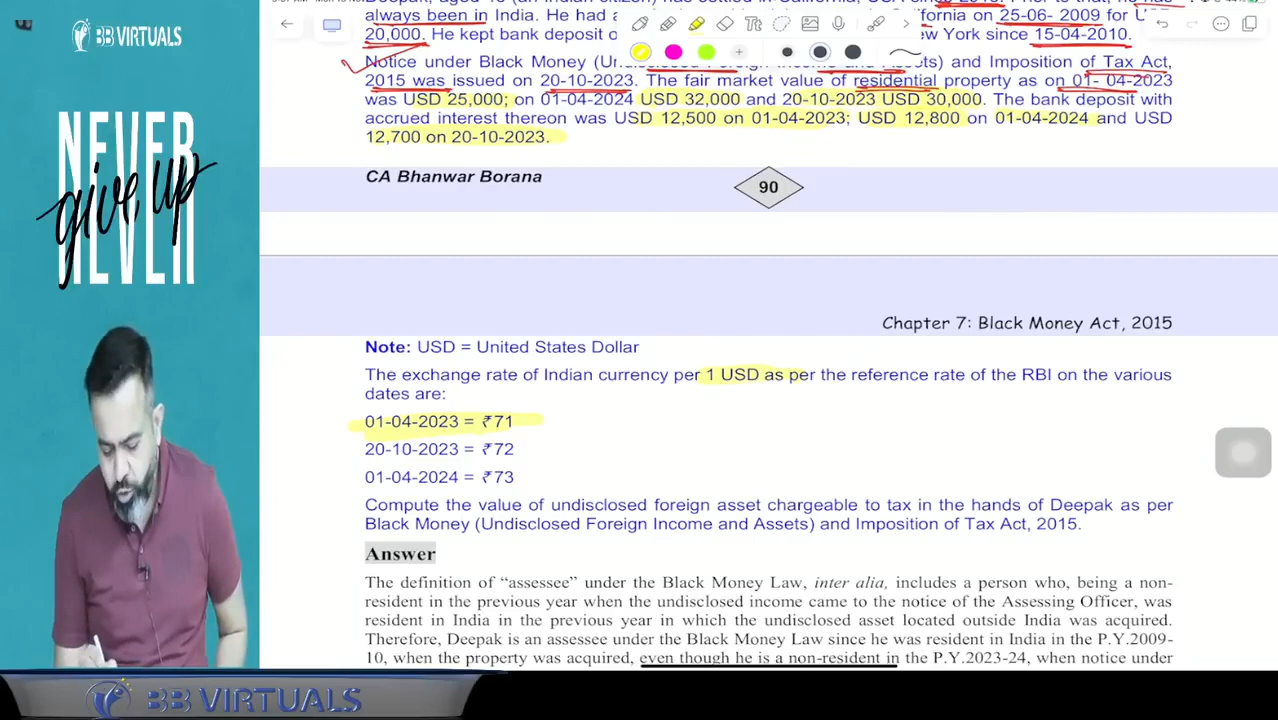 BB VIRTUALS
NEVER
give up
NEVER
always been in India. He had a
fornia on 25-06- 2009 for U
20,000. He kept bank deposit o
ew York since 15-04-2010.
Notice under Black Money (Undisclosed Foreign Income and Assets) and Imposition of Tax Act,
2015 was issued on 20-10-2023. The fair market value of residential property as on 01- 04-2023
was USD 25,000; on 01-04-2024 USD 32,000 and 20-10-2023 USD 30,000. The bank deposit with
accrued interest thereon was USD 12,500 on 01-04-2023; USD 12,800 on 01-04-2024 and USD
12,700 on 20-10-2023.
CA Bhanwar Borana
90
Chapter 7: Black Money Act, 2015
Note: USD = United States Dollar
The exchange rate of Indian currency per 1 USD as per the reference rate of the RBI on the various
dates are:
01-04-2023 = ₹71
20-10-2023 = ₹72
01-04-2024 = ₹73
Compute the value of undisclosed foreign asset chargeable to tax in the hands of Deepak as per
Black Money (Undisclosed Foreign Income and Assets) and Imposition of Tax Act, 2015.
Answer
The definition of “assessee” under the Black Money Law, inter alia, includes a person who, being a non-
resident in the previous year when the undisclosed income came to the notice of the Assessing Officer, was
resident in India in the previous year in which the undisclosed asset located outside India was acquired.
Therefore, Deepak is an assessee under the Black Money Law since he was resident in India in the P.Y.2009-
10, when the property was acquired, even though he is a non-resident in the P.Y.2023-24, when notice under
BB VIRTUALS